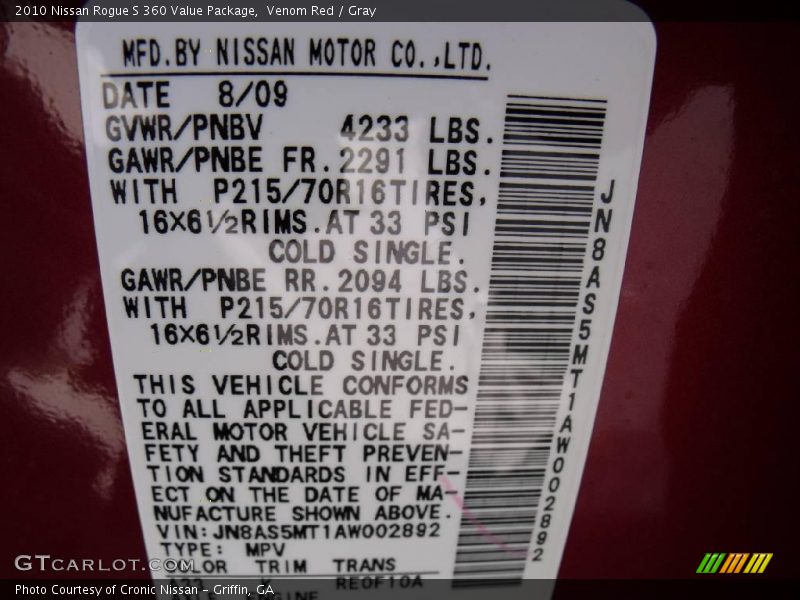 2010 Nissan Rogue S 360 Value Package,  Venom Red / Gray
MFD.BY NISSAN MOTOR CO.,LTD.
DATE 8/09
GVWR/PNBV 4233 LBS.
GAWR/PNBE FR.2291 LBS.
WITH P215/70R16TIRES,
16X6½RIMS.AT 33 PSI
COLD SINGLE.
GAWR/PNBE RR.2094 LBS.
WITH P215/70R16TIRES,
16X6½RIMS.AT 33 PSI
COLD SINGLE.
THIS VEHICLE CONFORMS
TO ALL APPLICABLE FED-
ERAL MOTOR VEHICLE SA-
FETY AND THEFT PREVEN-
TION STANDARDS IN EFF-
ECT ON THE DATE OF MA-
NUFACTURE SHOWN ABOVE.
VIN:JN8AS5MT1AW002892
TYPE: MPV
COLOR TRIM TRANS
K RE0F10A
ENGINE
JN8AS5MT1AW002892
GTCARLOT.COM
Photo Courtesy of Cronic Nissan - Griffin, GA